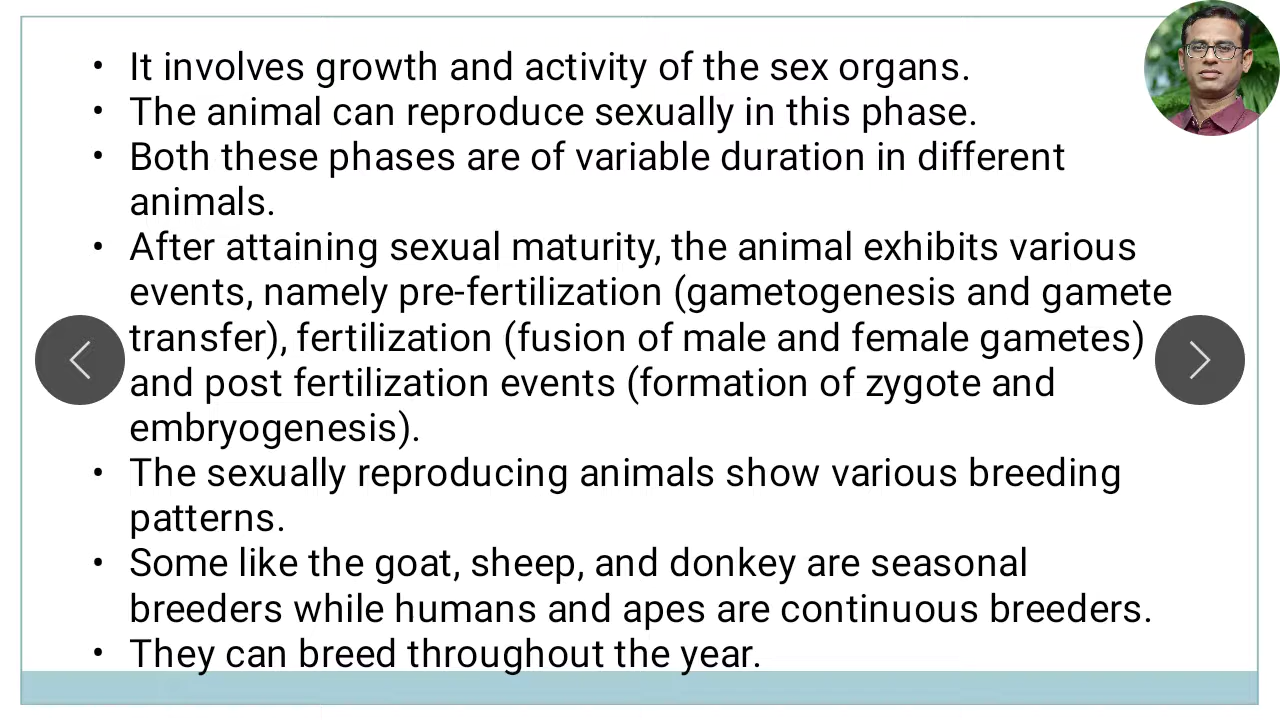 • It involves growth and activity of the sex organs.
• The animal can reproduce sexually in this phase.
• Both these phases are of variable duration in different
animals.
• After attaining sexual maturity, the animal exhibits various
events, namely pre-fertilization (gametogenesis and gamete
transfer), fertilization (fusion of male and female gametes)
and post fertilization events (formation of zygote and
embryogenesis).
• The sexually reproducing animals show various breeding
patterns.
• Some like the goat, sheep, and donkey are seasonal
breeders while humans and apes are continuous breeders.
• They can breed throughout the year.